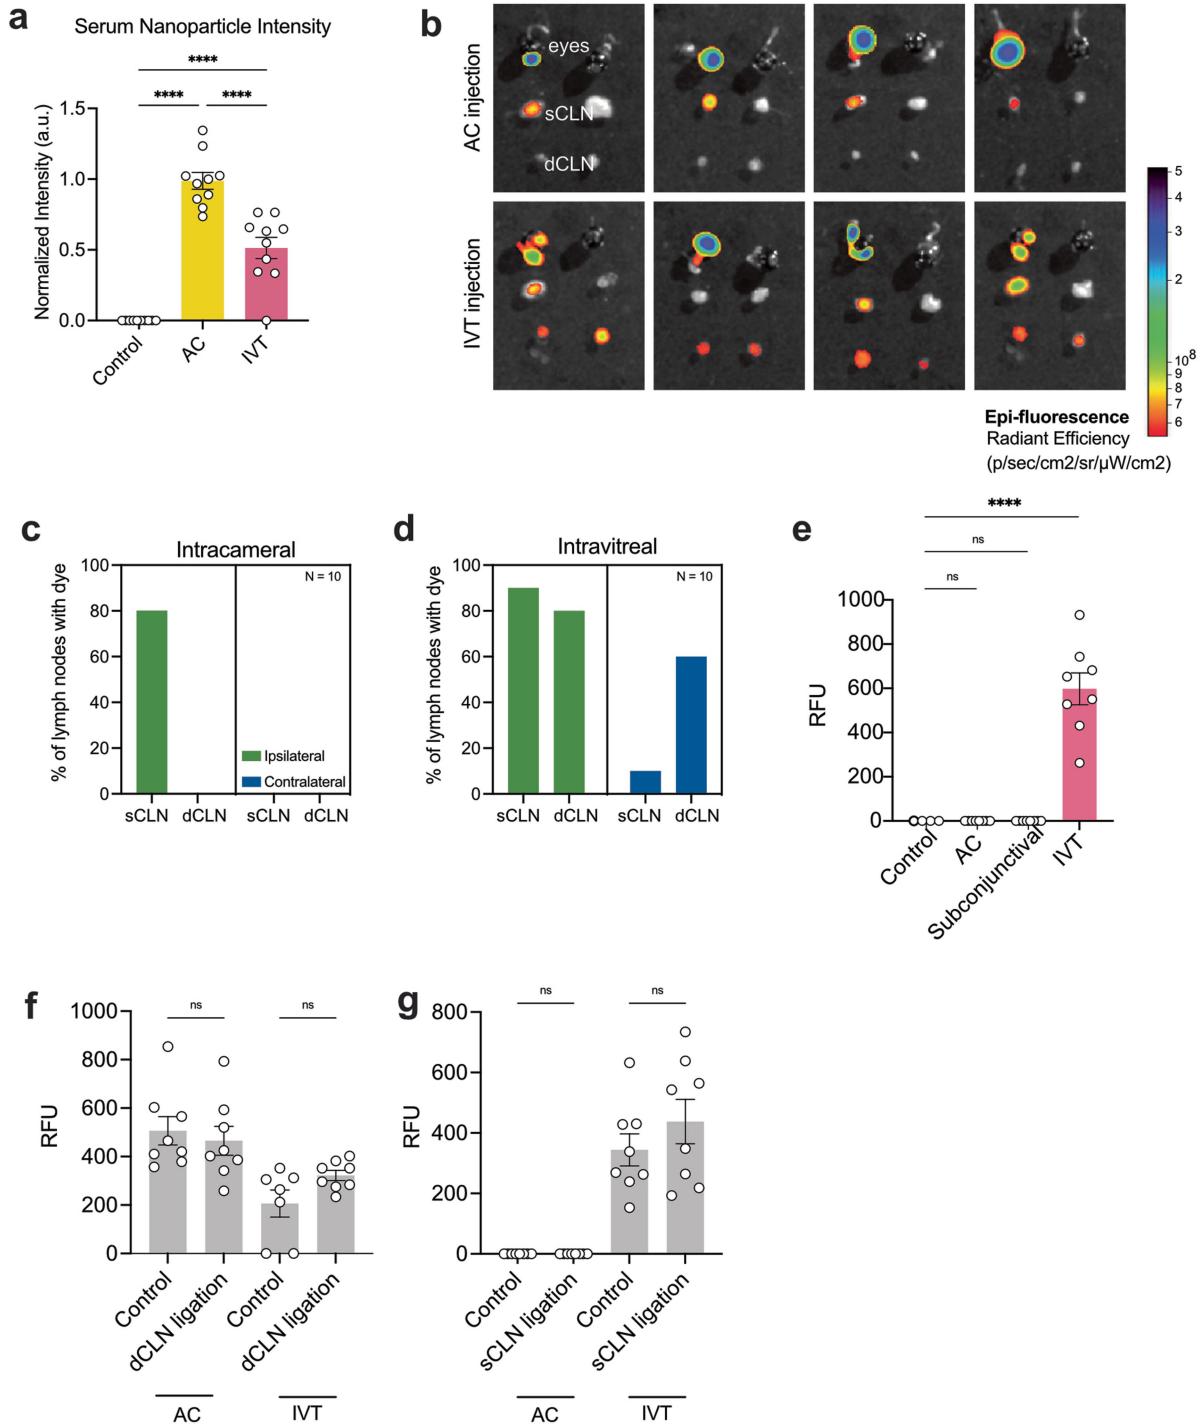 a
Serum Nanoparticle Intensity
****
**** ****
Normalized Intensity (a.u.)
1.5
1.0
0.5
0.0
Control
AC
IVT
b
AC injection
eyes
sCLN
dCLN
IVT injection
5
4
3
2
10⁸
9
8
7
6
Epi-fluorescence
Radiant Efficiency
(p/sec/cm2/sr/µW/cm2)
c
Intracameral
% of lymph nodes with dye
100
80
60
40
20
0
N = 10
Ipsilateral
Contralateral
sCLN dCLN sCLN dCLN
d
Intravitreal
% of lymph nodes with dye
100
80
60
40
20
0
N = 10
sCLN dCLN sCLN dCLN
e
****
ns
ns
RFU
1000
800
600
400
200
0
Control
AC
Subconjunctival
IVT
f
ns ns
RFU
1000
800
600
400
200
0
Control
dCLN ligation
Control
dCLN ligation
AC IVT
g
ns ns
RFU
800
600
400
200
0
Control
sCLN ligation
Control
sCLN ligation
AC IVT